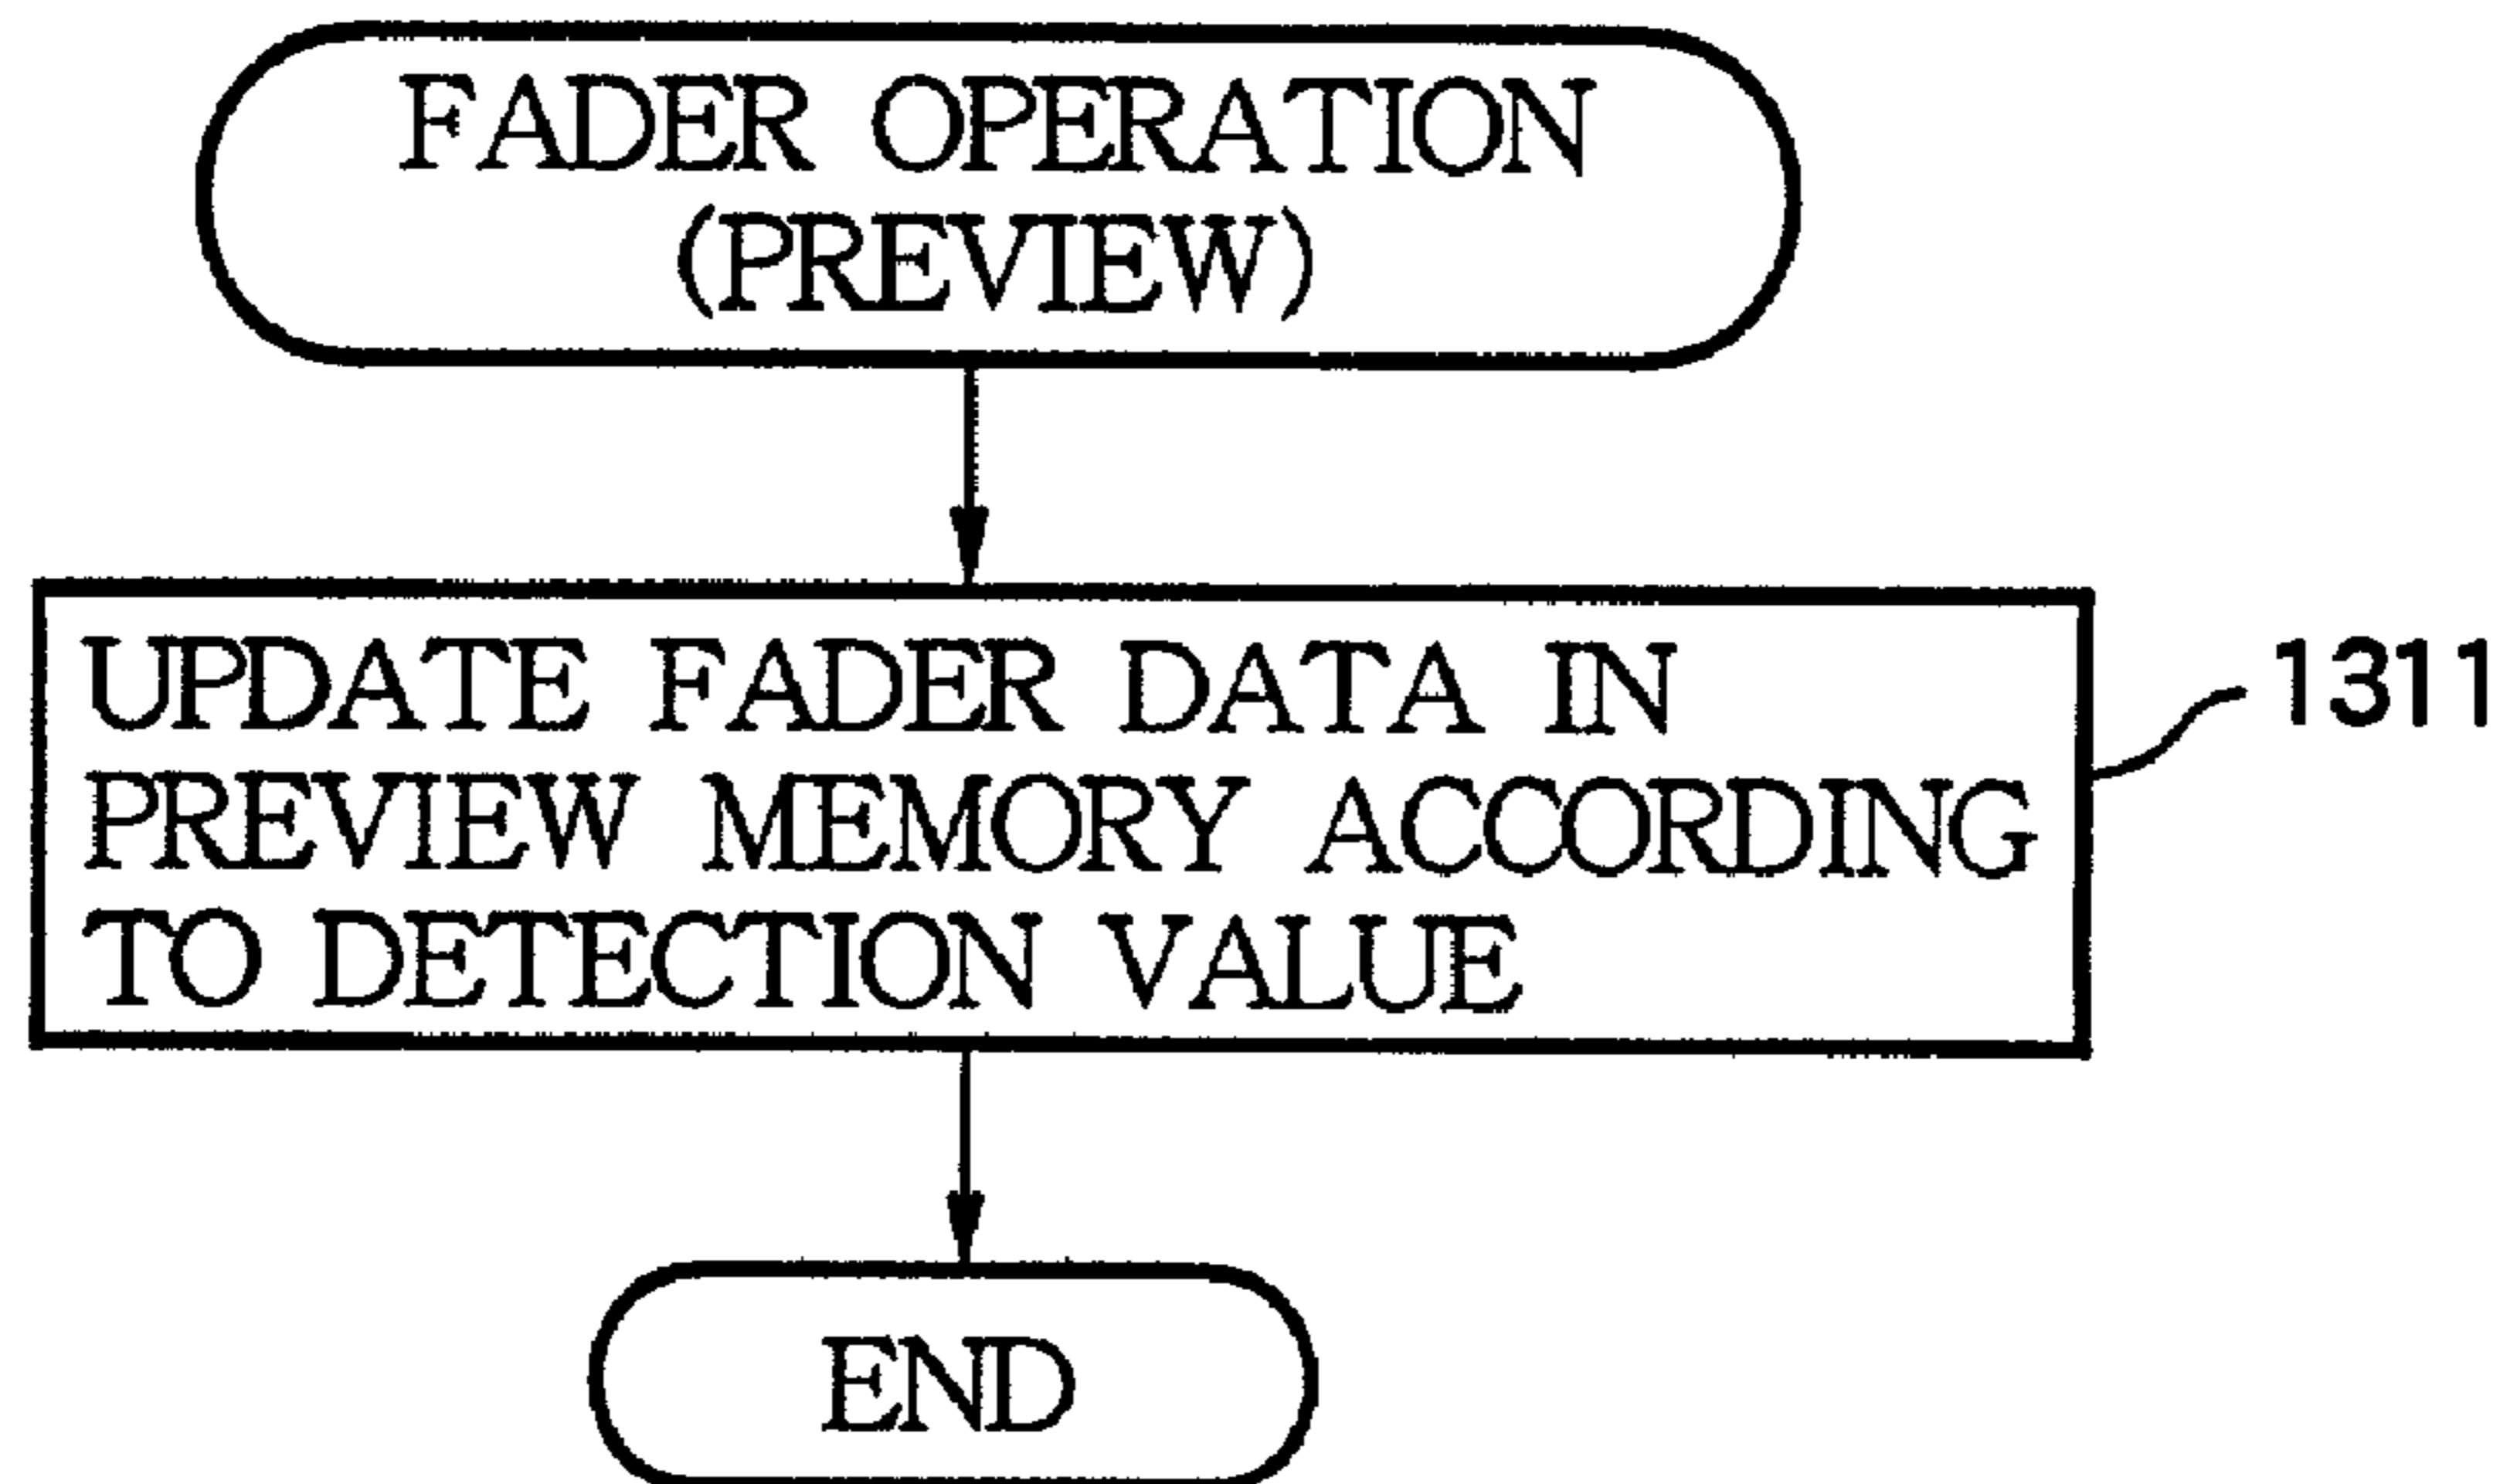 FADER OPERATION
(PREVIEW)
UPDATE FADER DATA IN
PREVIEW MEMORY ACCORDING
TO DETECTION VALUE
1311
END